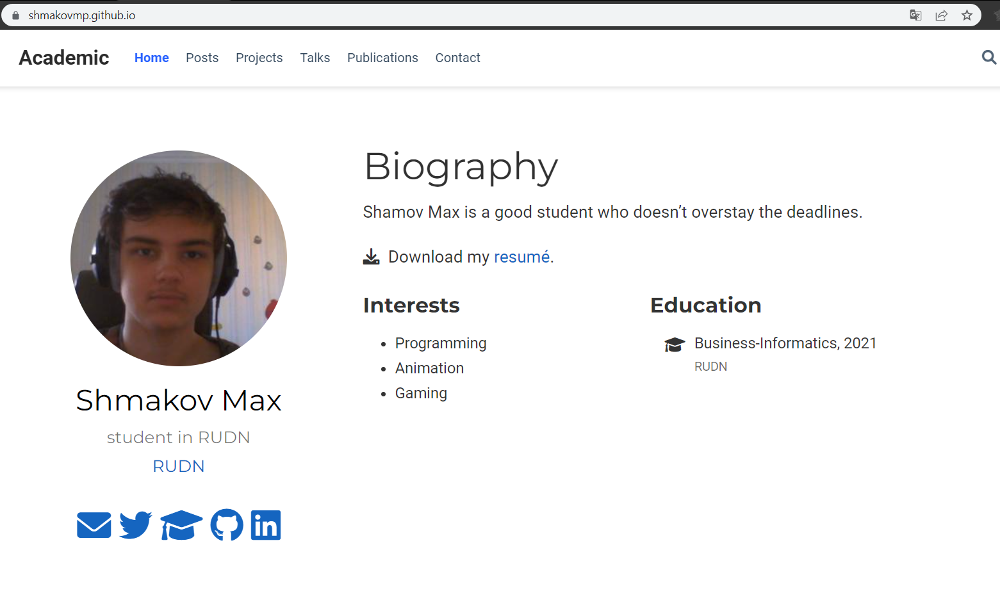 shmakovmp.github.io
Academic Home Posts Projects Talks Publications Contact
Biography
Shamov Max is a good student who doesn’t overstay the deadlines.
Download my resumé.
Interests
Programming
Animation
Gaming
Education
Business-Informatics, 2021
RUDN
Shmakov Max
student in RUDN
RUDN
in